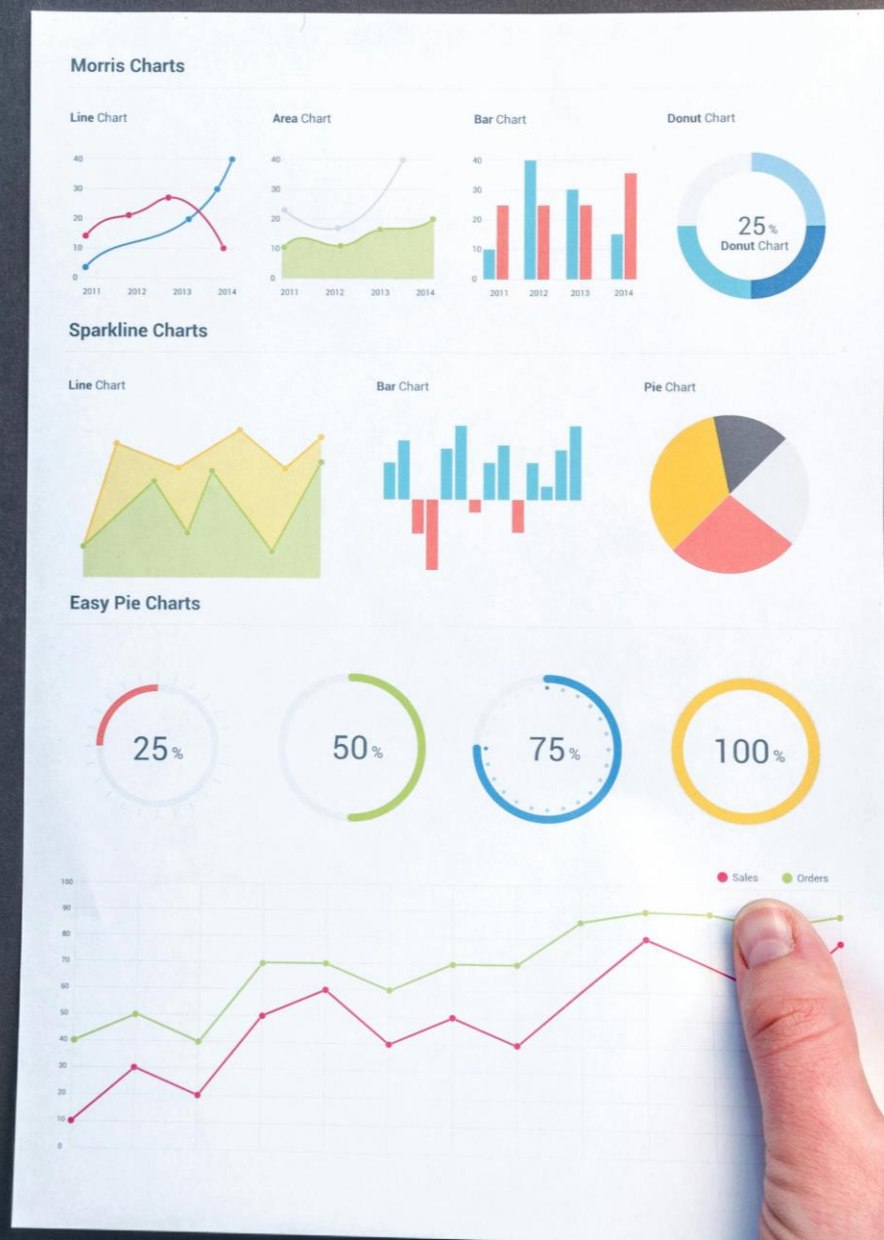 Morris Charts
Line Chart
Area Chart
Bar Chart
Donut Chart
40
30
20
10
0
2011 2012 2013 2014
40
30
20
10
0
2011 2012 2013 2014
40
30
20
10
0
2011 2012 2013 2014
25%
Donut Chart
Sparkline Charts
Line Chart
Bar Chart
Pie Chart
Easy Pie Charts
25%
50%
75%
100%
Sales Orders
100
90
80
70
60
50
40
30
20
10
0